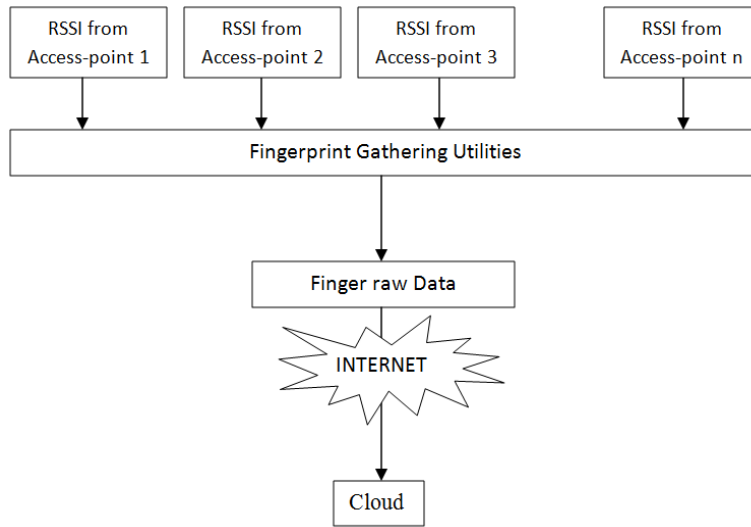 RSSI from
Access-point 1
RSSI from
Access-point 2
RSSI from
Access-point 3
RSSI from
Access-point n
Fingerprint Gathering Utilities
Finger raw Data
INTERNET
Cloud